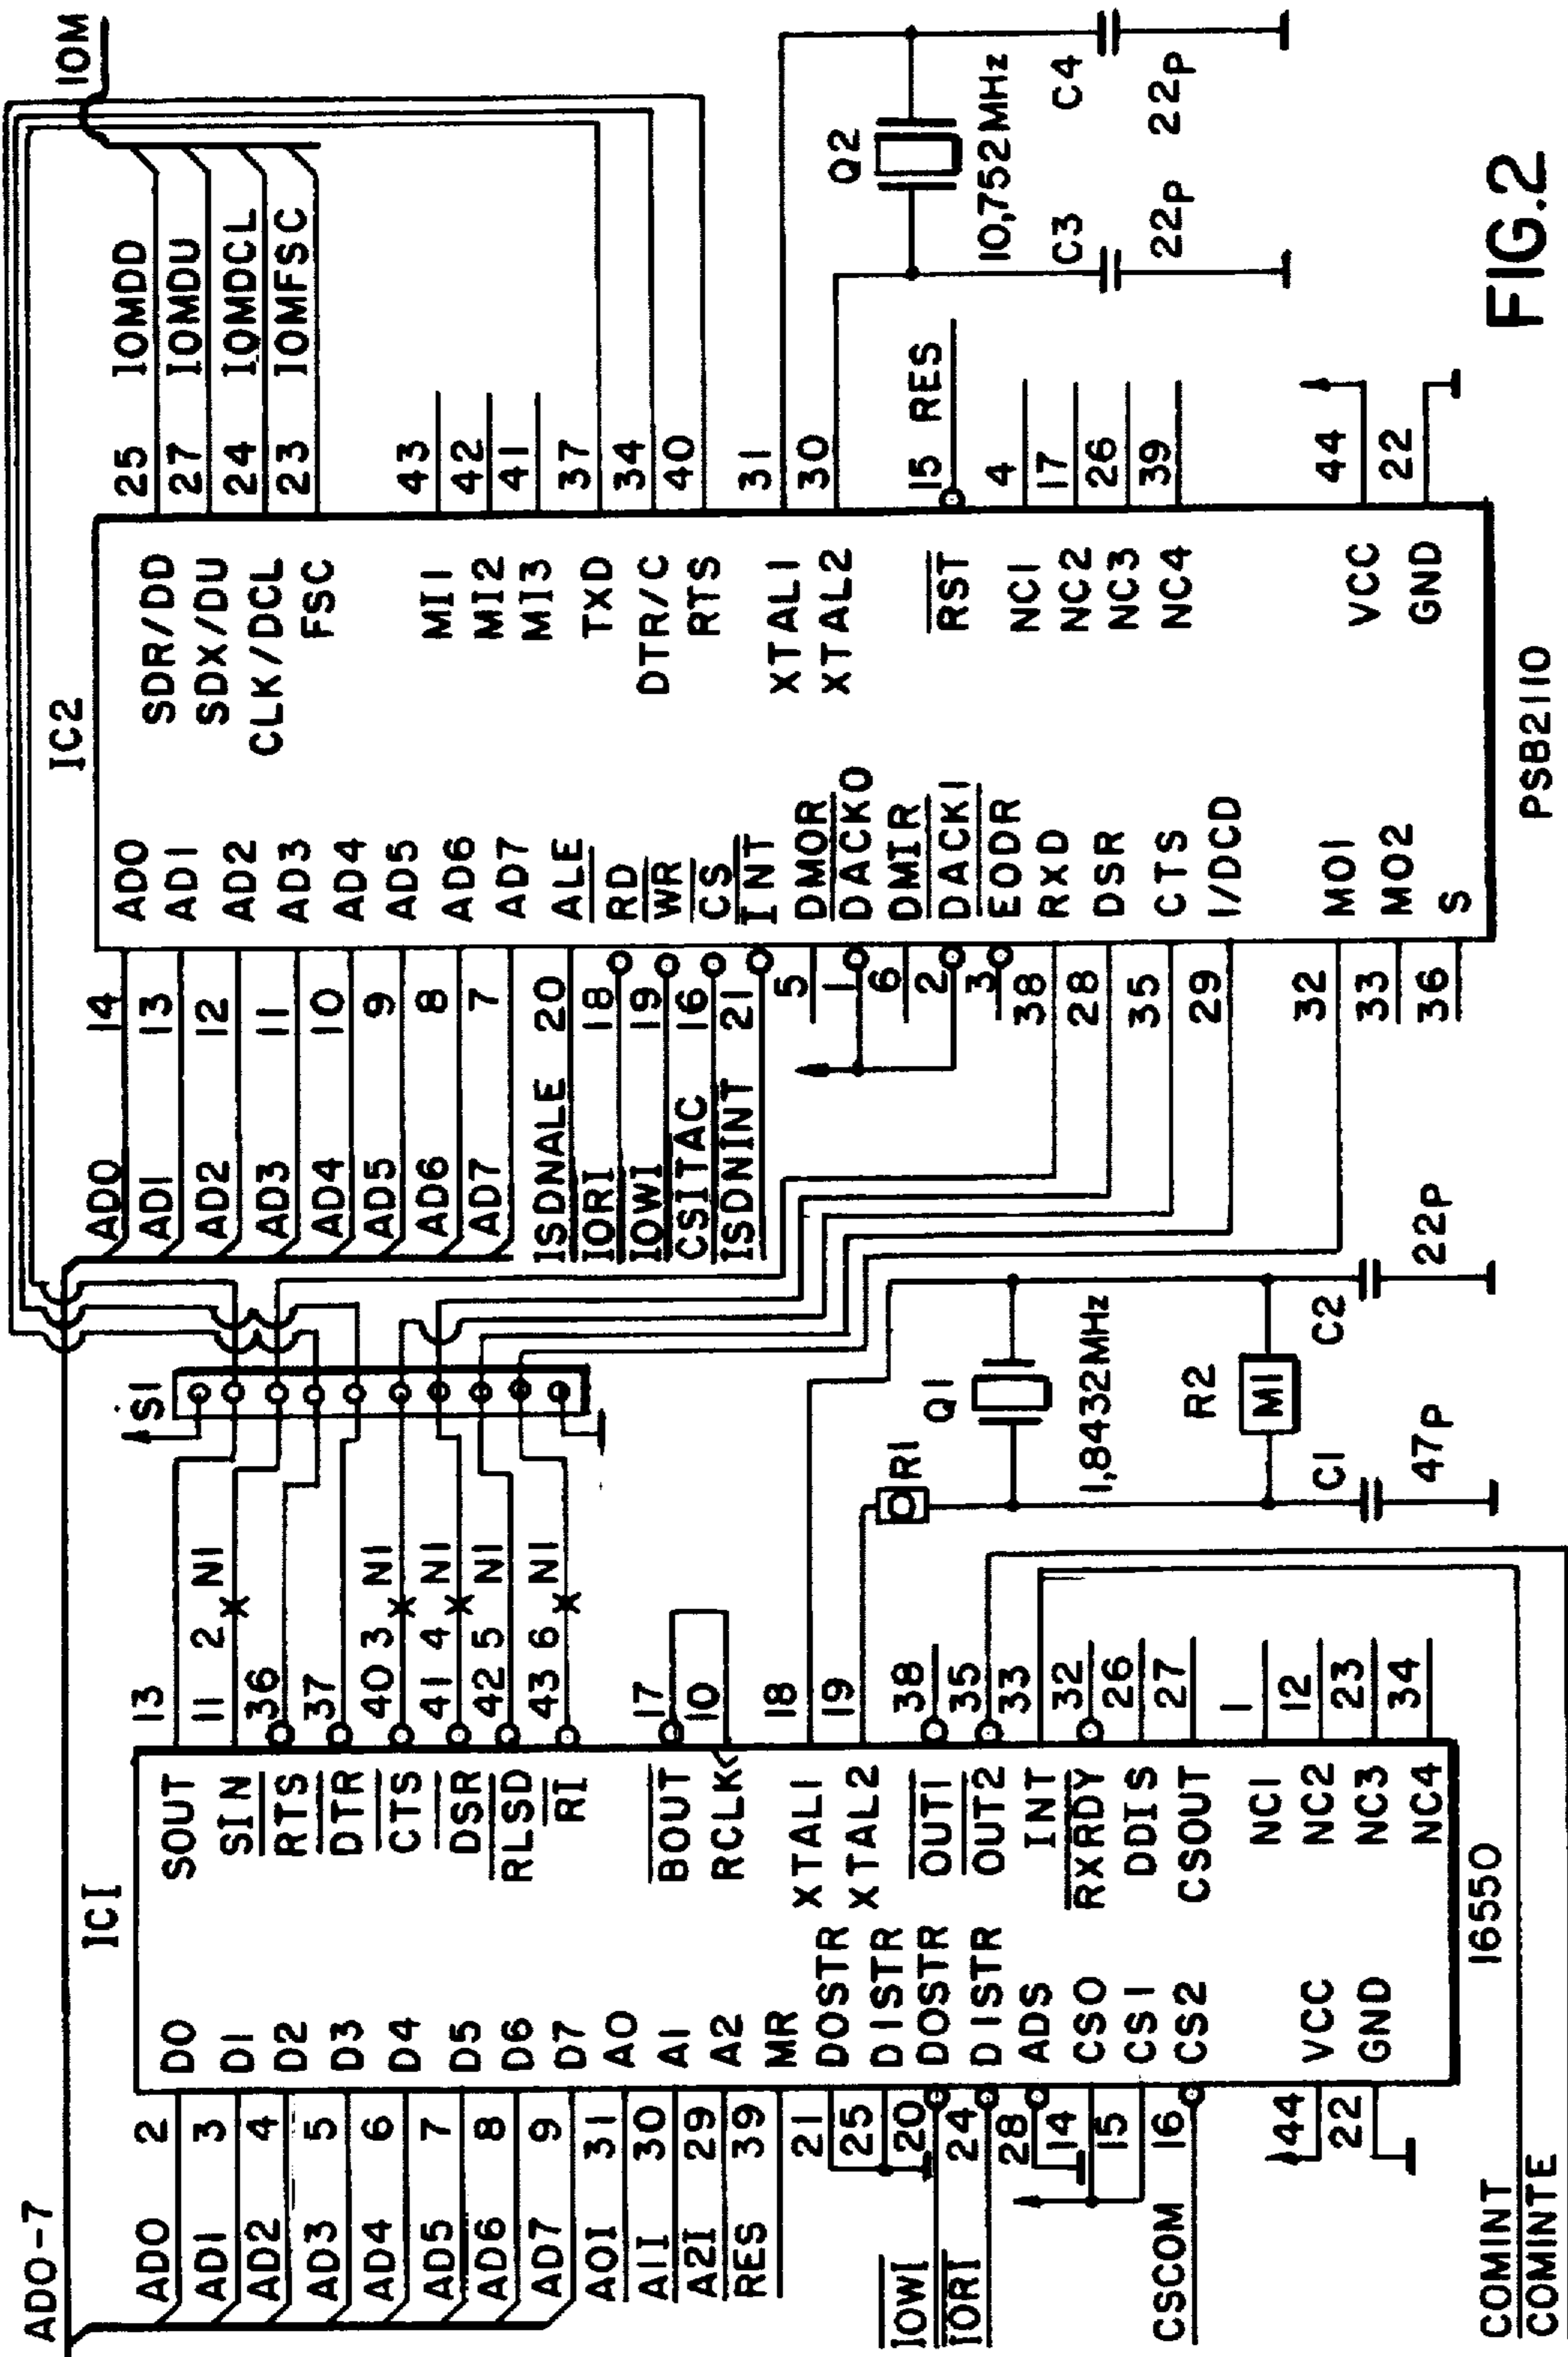 AD0-7
IC1
AD0 2 D0
AD1 3 D1
AD2 4 D2
AD3 5 D3
AD4 6 D4
AD5 7 D5
AD6 8 D6
AD7 9 D7
A0I 31 A0
A1I 30 A1
A2I 29 A2
RES 39 MR
21 DOSTR
25 DISTR
IOWI 20 DOSTR
IORI 24 DISTR
28 ADS
14 CSO
15 CS1
CSCOM 16 CS2
44 VCC
22 GND
SOUT 13
SIN 11 2 N1
RTS 36
DTR 37
CTS 40 3 N1
DSR 41 4 N1
RLSD 42 5 N1
RI 43 6 N1
BOUT 17
RCLK 10
XTAL1 18
XTAL2 19
OUT1 38
OUT2 35
INT 33
RXRDY 32
DDIS 26
CSOUT 27
NC1 1
NC2 12
NC3 23
NC4 34
16550
COMINT
COMINTE
S1
R1
Q1
1,8432MHz
R2
M1
C1
47p
C2
22p
IC2
AD0 14 AD0
AD1 13 AD1
AD2 12 AD2
AD3 11 AD3
AD4 10 AD4
AD5 9 AD5
AD6 8 AD6
AD7 7 AD7
ISDNALE 20 ALE
IORI 18 RD
IOWI 19 WR
CSITAC 16 CS
ISDNINT 21 INT
5 DMOR
1 DACKO
6 DMIR
2 DACK1
3 EODR
38 RXD
28 DSR
35 CTS
29 I/DCD
32 MO1
33 MO2
36 S
SDR/DD 25 IOMDD
SDX/DU 27 IOMDU
CLK/DCL 24 IOMDCL
FSC 23 IOMFSC
IOM
MI1 43
MI2 42
MI3 41
TXD 37
DTR/C 34
RTS 40
XTAL1 31
XTAL2 30
RST 15 RES
NC1 4
NC2 17
NC3 26
NC4 39
VCC 44
GND 22
PSB2110
Q2
10,752MHz
C3
22p
C4
22p
FIG.2